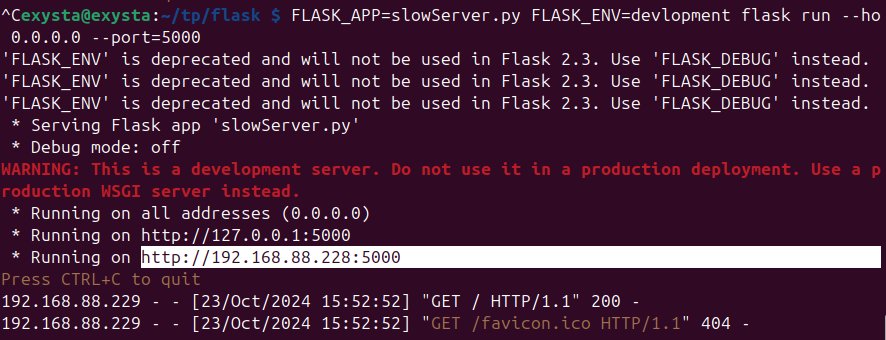 ^Cexysta@exysta:~/tp/flask $ FLASK_APP=slowServer.py FLASK_ENV=devlopment flask run --ho
0.0.0.0 --port=5000
'FLASK_ENV' is deprecated and will not be used in Flask 2.3. Use 'FLASK_DEBUG' instead.
'FLASK_ENV' is deprecated and will not be used in Flask 2.3. Use 'FLASK_DEBUG' instead.
'FLASK_ENV' is deprecated and will not be used in Flask 2.3. Use 'FLASK_DEBUG' instead.
* Serving Flask app 'slowServer.py'
* Debug mode: off
WARNING: This is a development server. Do not use it in a production deployment. Use a p
roduction WSGI server instead.
* Running on all addresses (0.0.0.0)
* Running on http://127.0.0.1:5000
* Running on http://192.168.88.228:5000
Press CTRL+C to quit
192.168.88.229 - - [23/Oct/2024 15:52:52] "GET / HTTP/1.1" 200 -
192.168.88.229 - - [23/Oct/2024 15:52:52] "GET /favicon.ico HTTP/1.1" 404 -